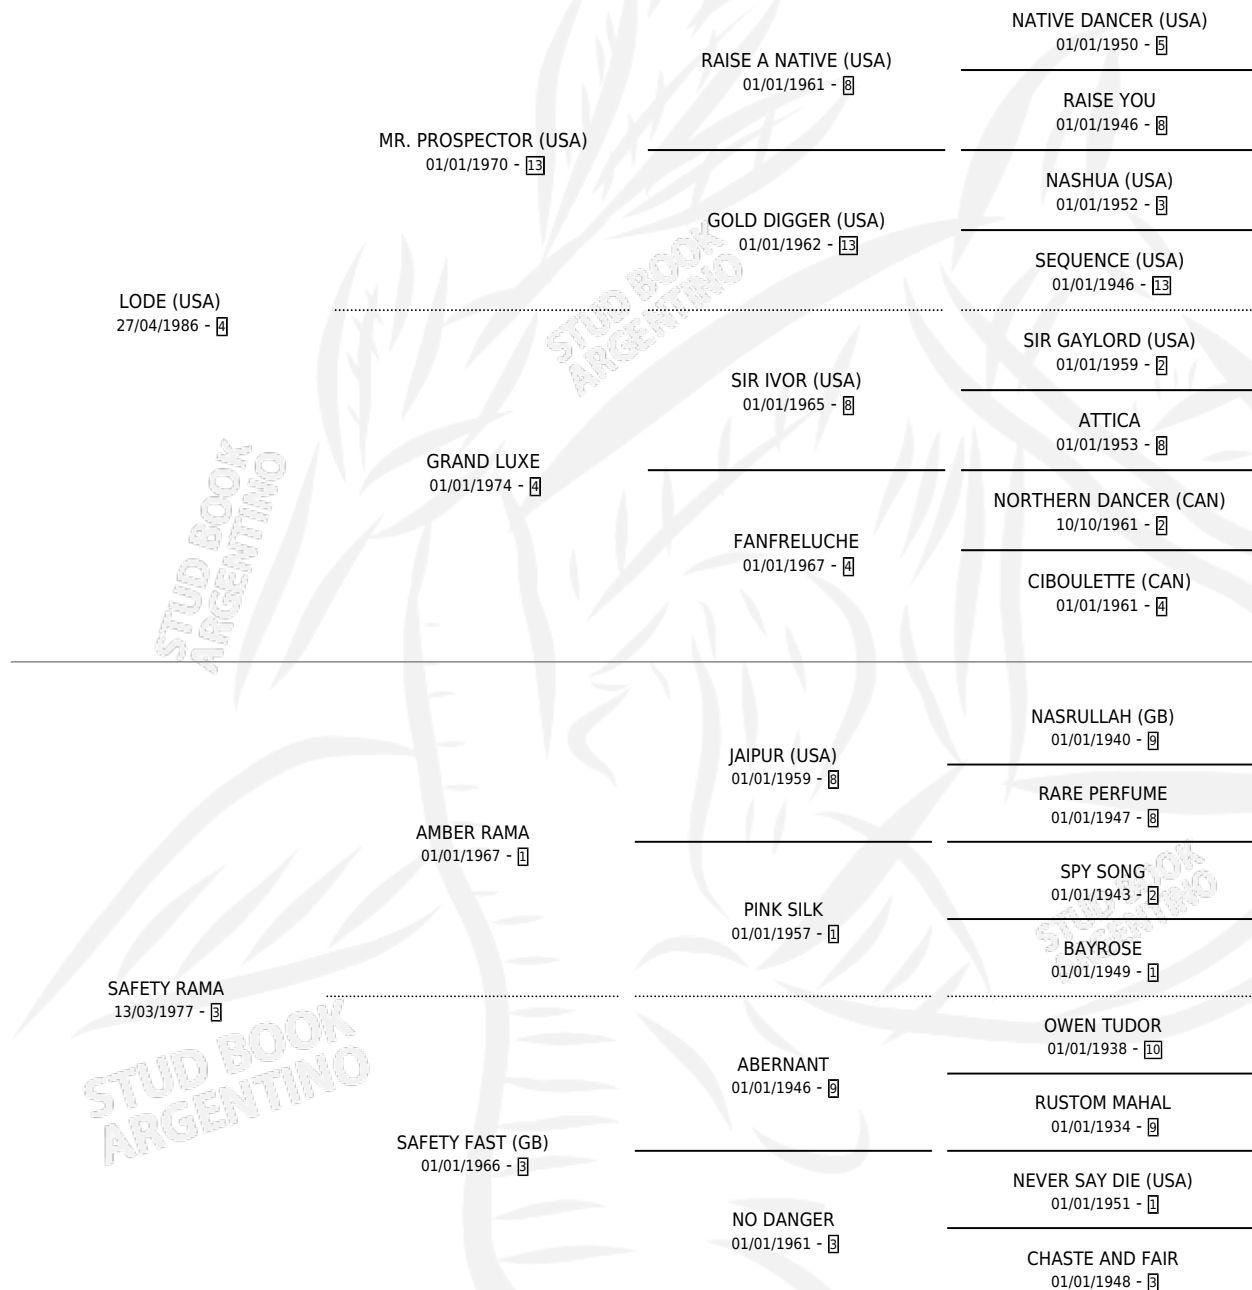 NATIVE DANCER (USA)
01/01/1950 - 5
RAISE A NATIVE (USA)
01/01/1961 - 8
RAISE YOU
01/01/1946 - 8
MR. PROSPECTOR (USA)
01/01/1970 - 13
NASHUA (USA)
01/01/1952 - 3
GOLD DIGGER (USA)
01/01/1962 - 13
SEQUENCE (USA)
01/01/1946 - 13
LODE (USA)
27/04/1986 - 4
STUD BOOK
ARGENTINO
SIR GAYLORD (USA)
01/01/1959 - 2
SIR IVOR (USA)
01/01/1965 - 8
ATTICA
01/01/1953 - 8
GRAND LUXE
01/01/1974 - 4
NORTHERN DANCER (CAN)
10/10/1961 - 2
FANFRELUCHE
01/01/1967 - 4
CIBOULETTE (CAN)
01/01/1961 - 4
STUD BOOK
ARGENTINO
NASRULLAH (GB)
01/01/1940 - 9
JAIPUR (USA)
01/01/1959 - 8
RARE PERFUME
01/01/1947 - 8
AMBER RAMA
01/01/1967 - 1
SPY SONG
01/01/1943 - 2
PINK SILK
01/01/1957 - 1
STUD BOOK
ARGENTINO
BAYROSE
01/01/1949 - 1
SAFETY RAMA
13/03/1977 - 3
STUD BOOK
ARGENTINO
OWEN TUDOR
01/01/1938 - 10
ABERNANT
01/01/1946 - 9
RUSTOM MAHAL
01/01/1934 - 9
SAFETY FAST (GB)
01/01/1966 - 3
NEVER SAY DIE (USA)
01/01/1951 - 1
NO DANGER
01/01/1961 - 3
CHASTE AND FAIR
01/01/1948 - 3